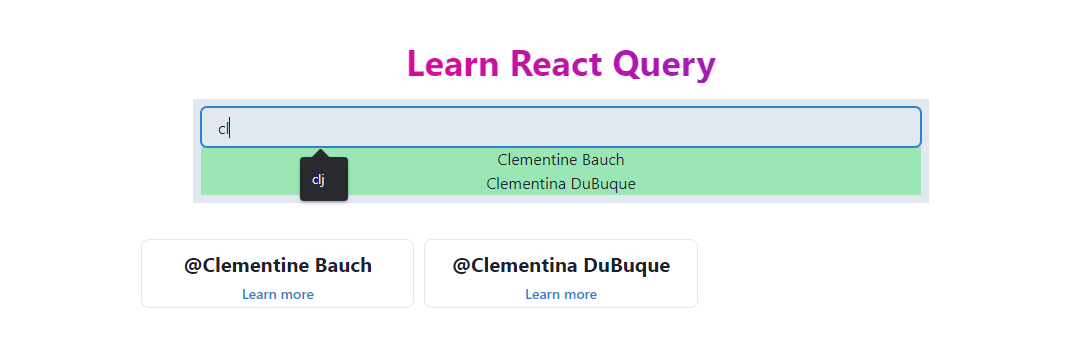 Learn React Query
cl
Clementine Bauch
clj
Clementina DuBuque
@Clementine Bauch
@Clementina DuBuque
Learn more
Learn more